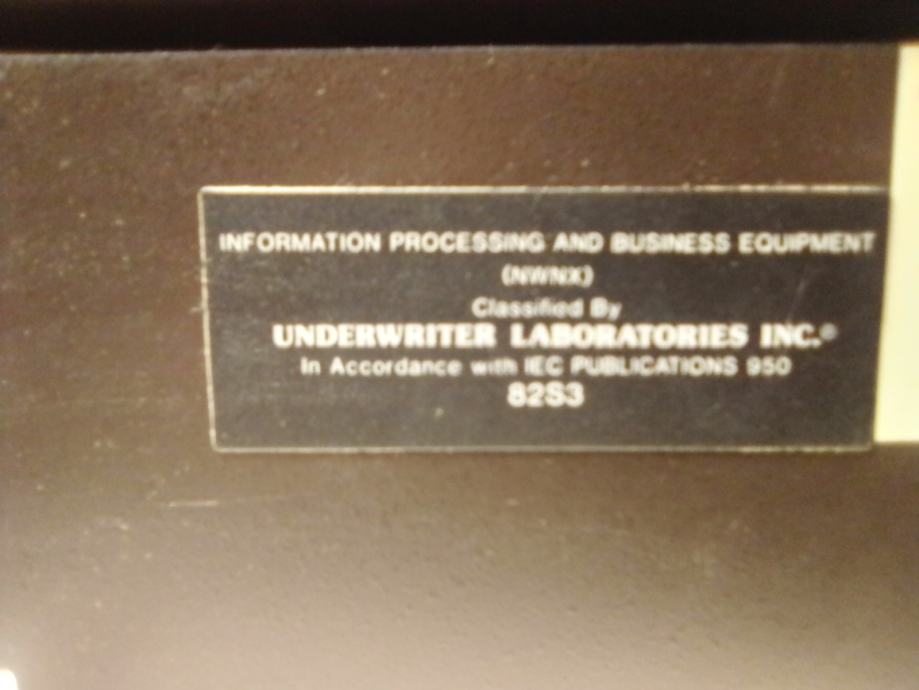 INFORMATION PROCESSING AND BUSINESS EQUIPMENT
(NWNX)
Classified By
UNDERWRITER LABORATORIES INC.®
In Accordance with IEC PUBLICATIONS 950
82S3